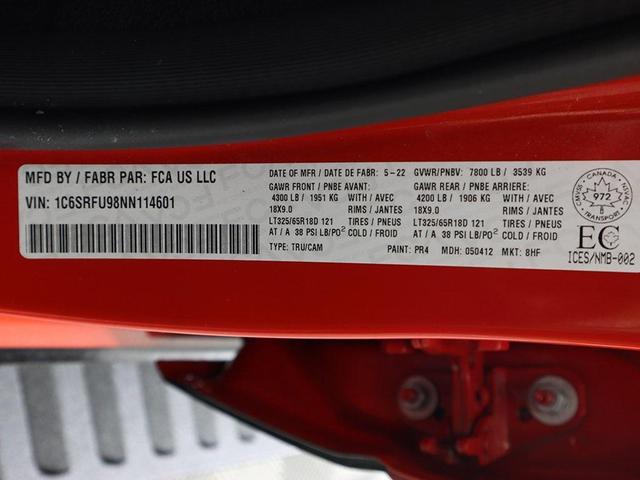 MFD BY / FABR PAR: FCA US LLC
VIN: 1C6SRFU98NN114601
DATE OF MFR / DATE DE FABR: 5-22 GVWR/PNBV: 7800 LB / 3539 KG
GAWR FRONT / PNBE AVANT: GAWR REAR / PNBE ARRIERE:
4300 LB / 1951 KG WITH / AVEC 4200 LB / 1906 KG WITH / AVEC
18X9.0 RIMS / JANTES 18X9.0 RIMS / JANTES
LT325/65R18D 121 TIRES / PNEUS LT325/65R18D 121 TIRES / PNEUS
AT / A 38 PSI LB/PO² COLD / FROID AT / A 38 PSI LB/PO² COLD / FROID
TYPE: TRU/CAM PAINT: PR4 MDH: 050412 MKT: 8HF
CANADA
CMVSS NSVAC
972
TRANSPORT
EC
ICES/NMB-002